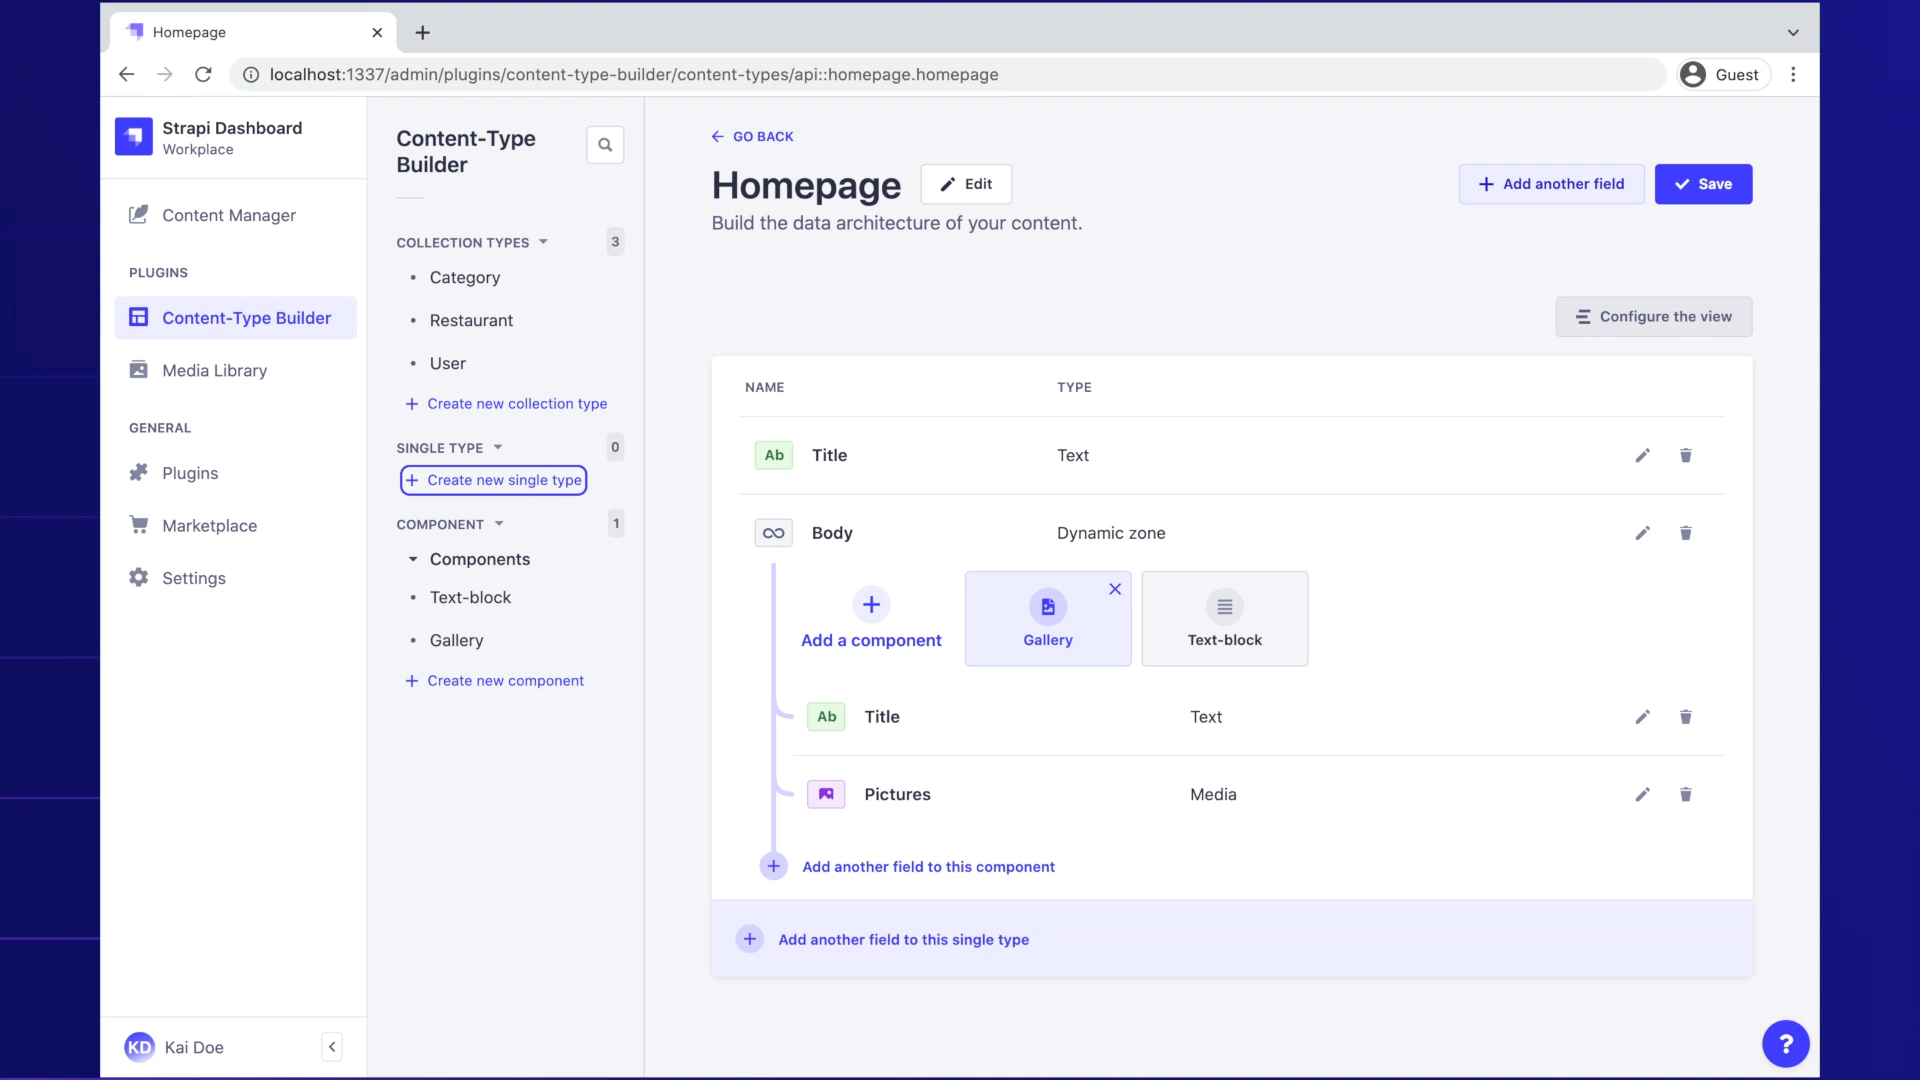 Homepage
localhost:1337/admin/plugins/content-type-builder/content-types/api::homepage.homepage
Guest
Strapi Dashboard
Workplace
Content Manager
PLUGINS
Content-Type Builder
Media Library
GENERAL
Plugins
Marketplace
Settings
KD
Kai Doe
Content-Type
Builder
COLLECTION TYPES
3
Category
Restaurant
User
Create new collection type
SINGLE TYPE
0
Create new single type
COMPONENT
1
Components
Text-block
Gallery
Create new component
GO BACK
Homepage
Edit
Add another field
Save
Build the data architecture of your content.
Configure the view
NAME
TYPE
Ab
Title
Text
Body
Dynamic zone
Add a component
Gallery
Text-block
Ab
Title
Text
Pictures
Media
Add another field to this component
Add another field to this single type
?